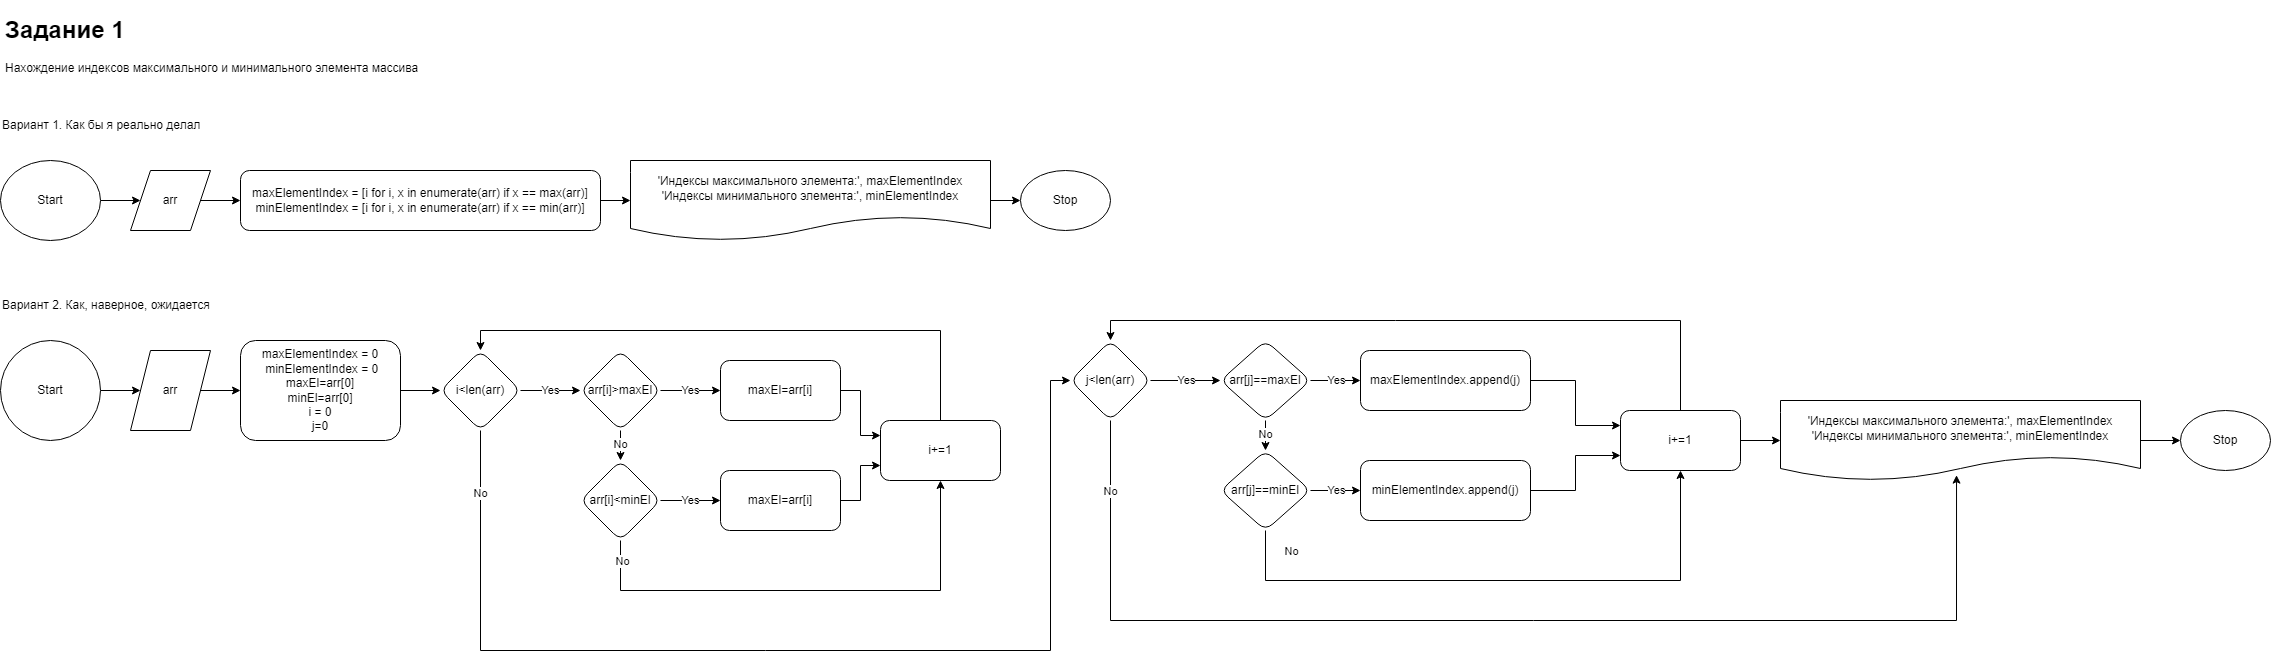 Задание 1
Нахождение индексов максимального и минимального элемента массива
Вариант 1. Как бы я реально делал
Start
arr
maxElementIndex = [i for i, x in enumerate(arr) if x == max(arr)]
minElementIndex = [i for i, x in enumerate(arr) if x == min(arr)]
'Индексы максимального элемента:', maxElementIndex
'Индексы минимального элемента:', minElementIndex
Stop
Вариант 2. Как, наверное, ожидается
Start
arr
maxElementIndex = 0
minElementIndex = 0
maxEl=arr[0]
minEl=arr[0]
i = 0
j=0
i<len(arr)
Yes
arr[i]>maxEl
Yes
maxEl=arr[i]
No
arr[i]<minEl
Yes
maxEl=arr[i]
No
i+=1
No
j<len(arr)
Yes
arr[j]==maxEl
Yes
maxElementIndex.append(j)
No
arr[j]==minEl
Yes
minElementIndex.append(j)
No
i+=1
No
'Индексы максимального элемента:', maxElementIndex
'Индексы минимального элемента:', minElementIndex
Stop